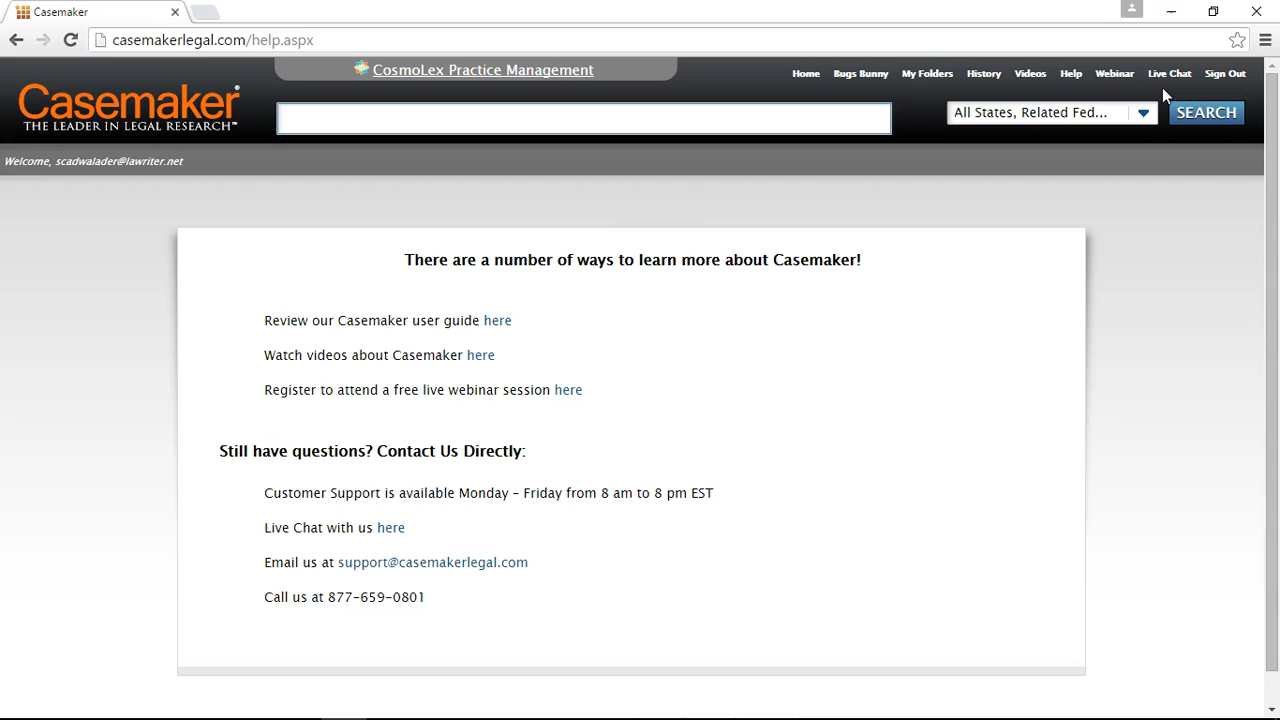 Casemaker
casemakerlegal.com/help.aspx
CosmoLex Practice Management
Home Bugs Bunny My Folders History Videos Help Webinar Live Chat Sign Out
Casemaker
THE LEADER IN LEGAL RESEARCH™
All States, Related Fed...
SEARCH
Welcome, scadwalader@lawriter.net
There are a number of ways to learn more about Casemaker!
Review our Casemaker user guide here
Watch videos about Casemaker here
Register to attend a free live webinar session here
Still have questions? Contact Us Directly:
Customer Support is available Monday - Friday from 8 am to 8 pm EST
Live Chat with us here
Email us at support@casemakerlegal.com
Call us at 877-659-0801